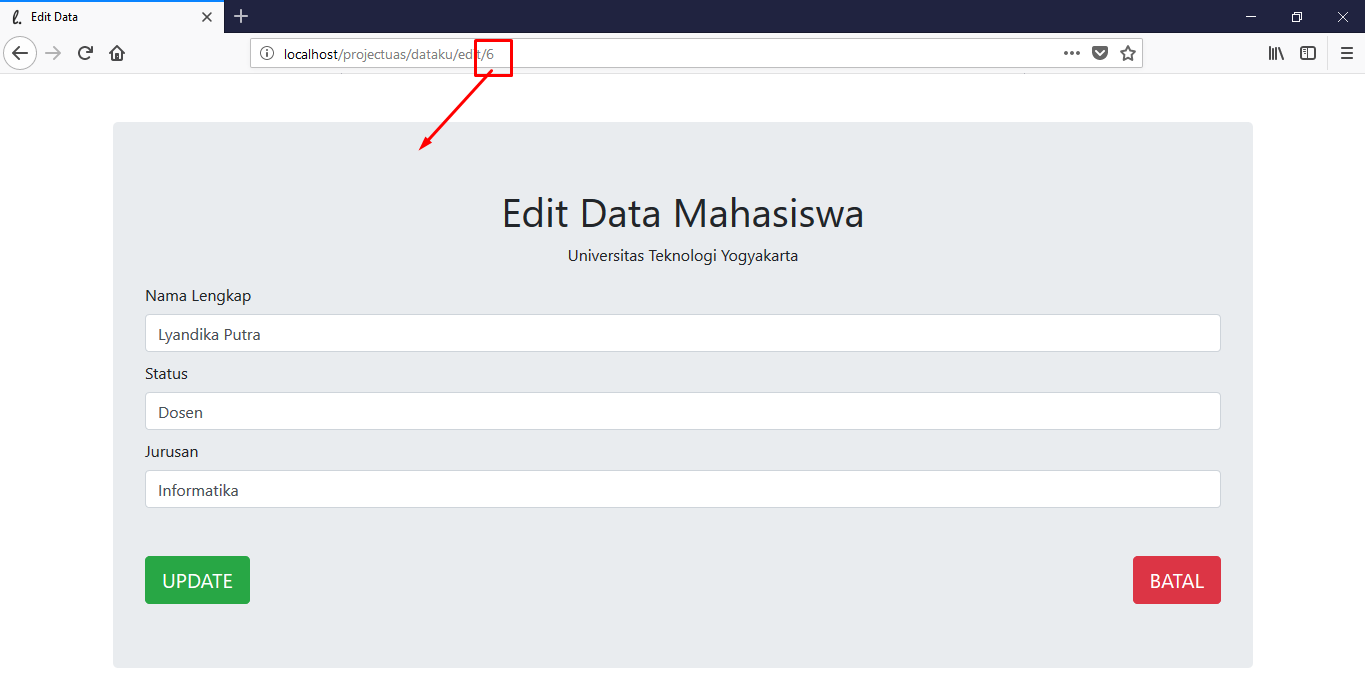 Edit Data
localhost/projectuas/dataku/edit/6
Edit Data Mahasiswa
Universitas Teknologi Yogyakarta
Nama Lengkap
Lyandika Putra
Status
Dosen
Jurusan
Informatika
UPDATE BATAL